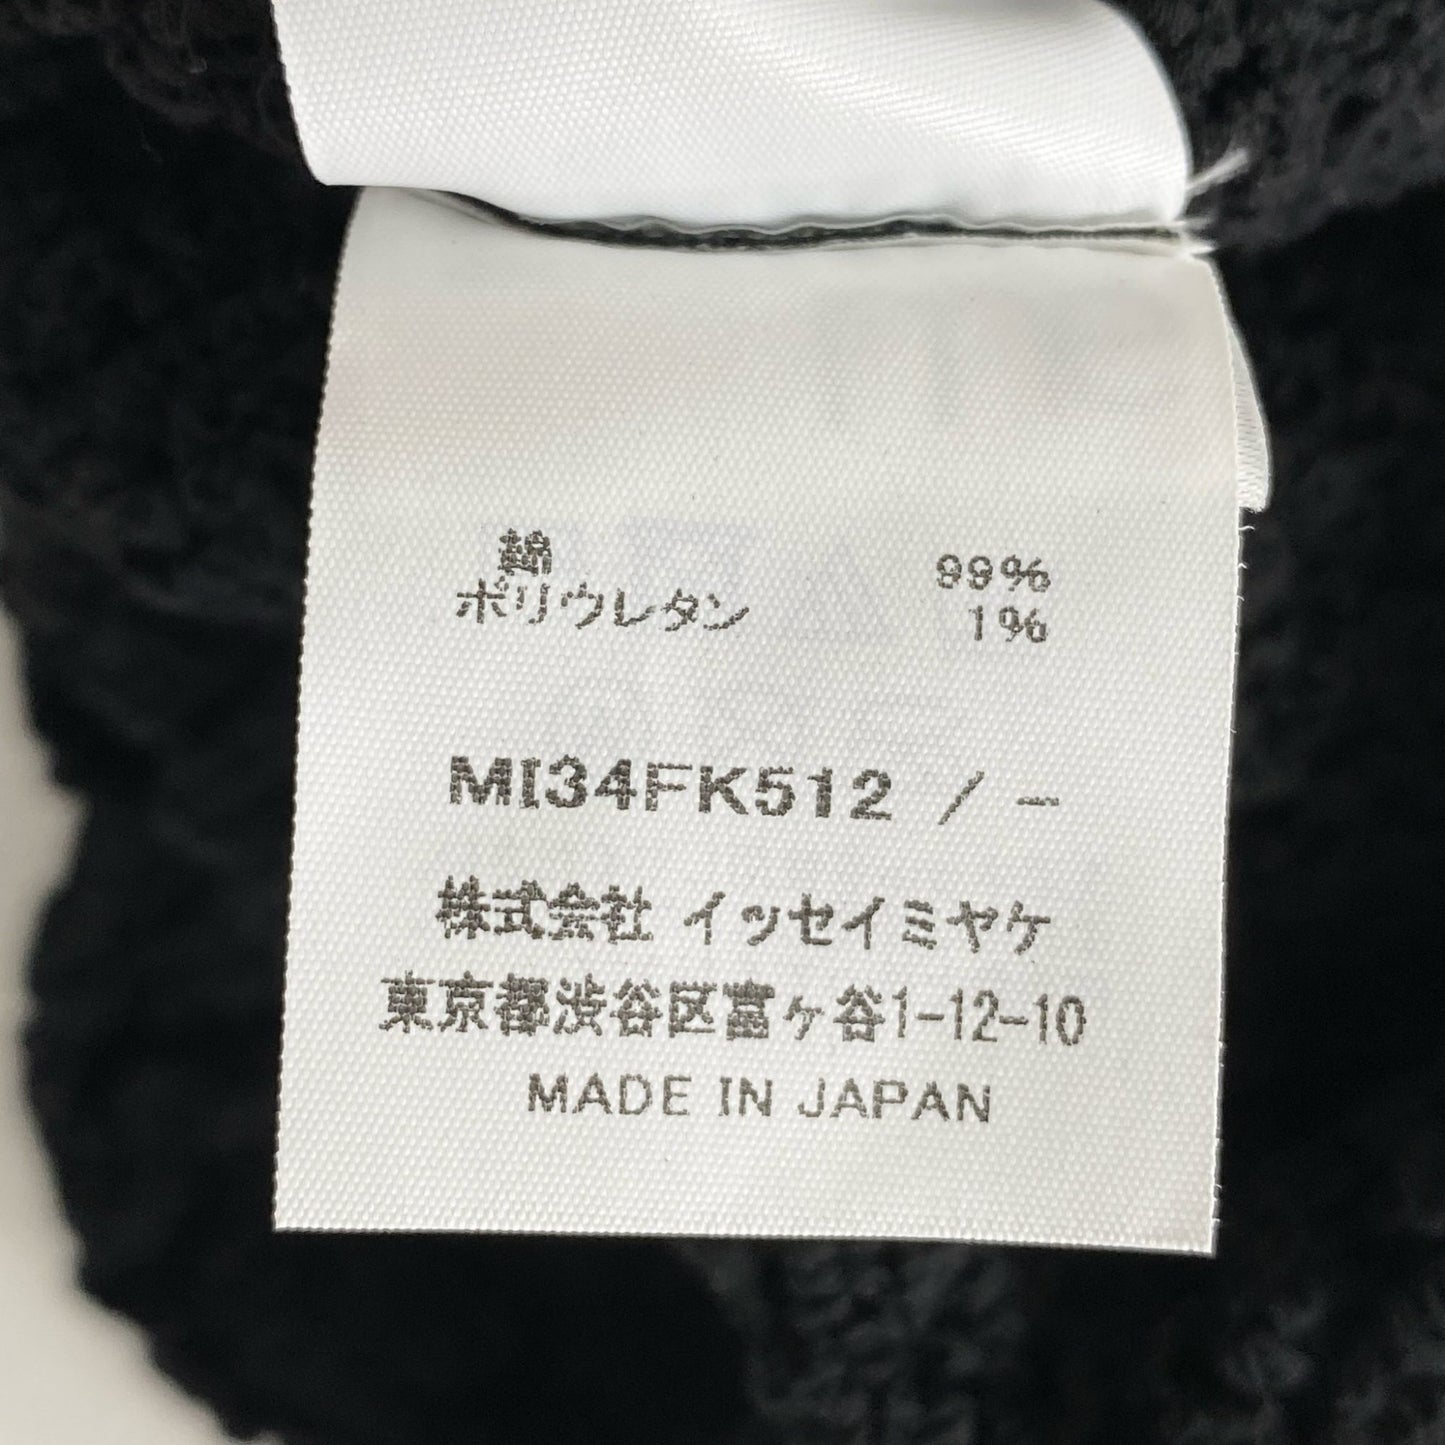 綿 99%
ポリウレタン 1%
MI34FK512 / -
株式会社 イッセイミヤケ
東京都渋谷区富ヶ谷1-12-10
MADE IN JAPAN